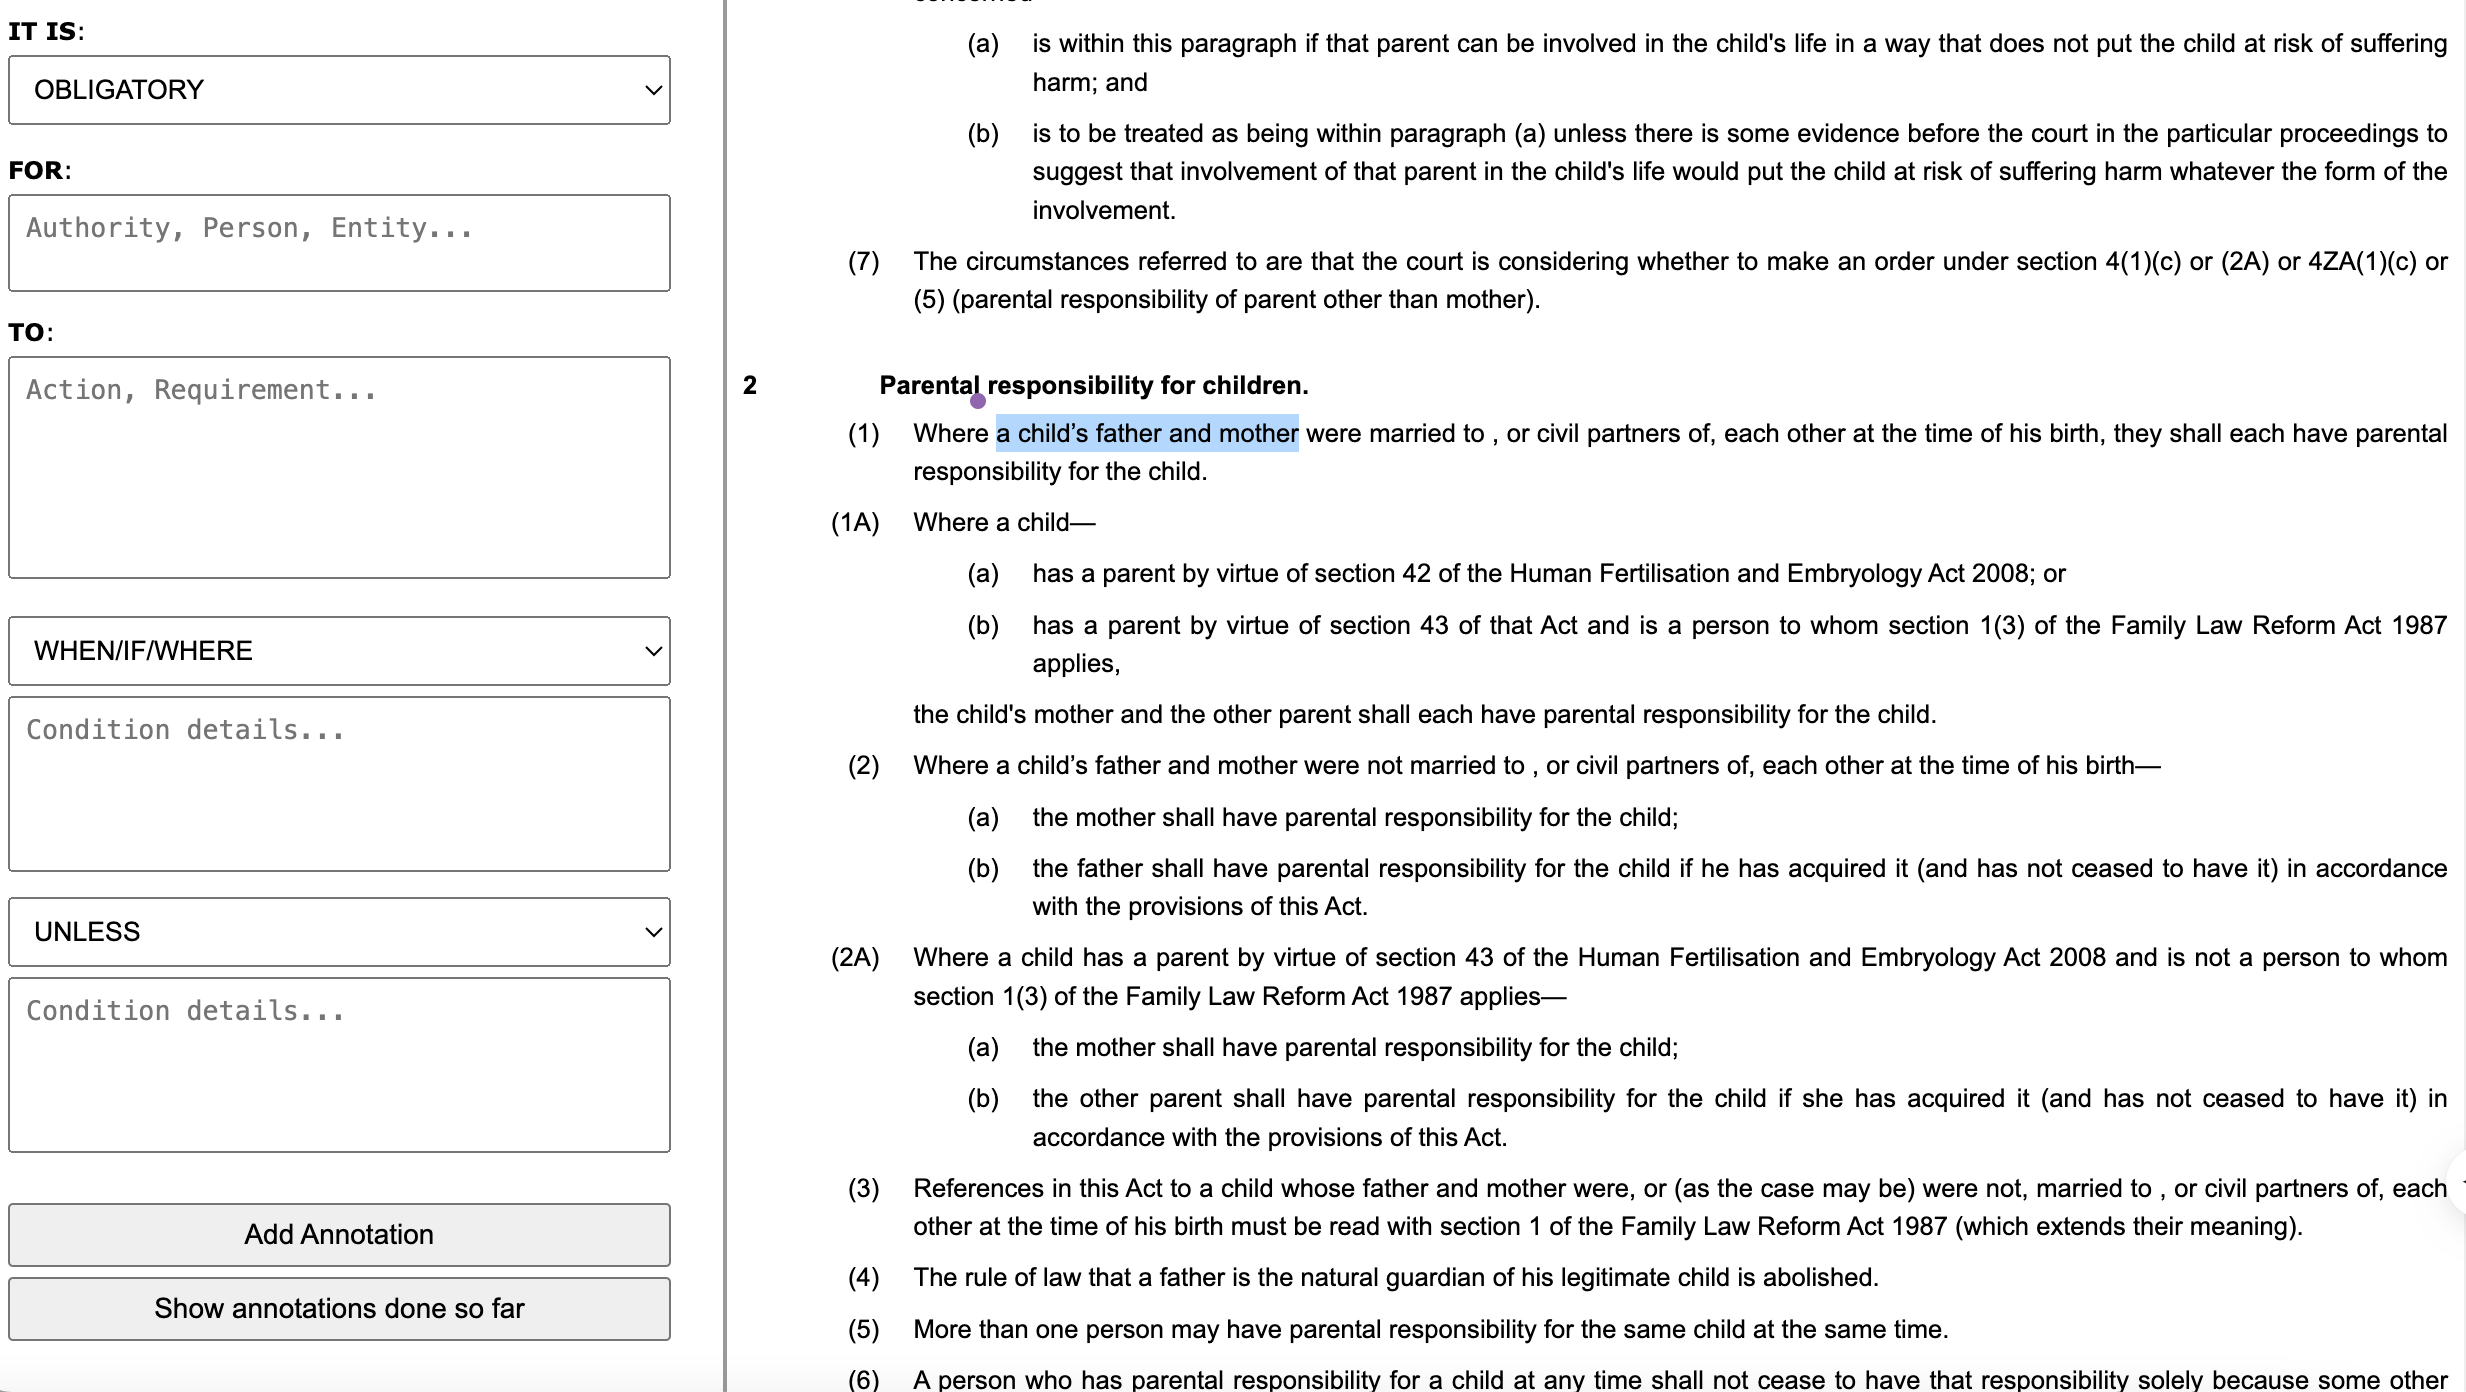 IT IS:
OBLIGATORY
FOR:
Authority, Person, Entity...
TO:
Action, Requirement...
WHEN/IF/WHERE
Condition details...
UNLESS
Condition details...
Add Annotation
Show annotations done so far
(a) is within this paragraph if that parent can be involved in the child's life in a way that does not put the child at risk of suffering
harm; and
(b) is to be treated as being within paragraph (a) unless there is some evidence before the court in the particular proceedings to
suggest that involvement of that parent in the child's life would put the child at risk of suffering harm whatever the form of the
involvement.
(7) The circumstances referred to are that the court is considering whether to make an order under section 4(1)(c) or (2A) or 4ZA(1)(c) or
(5) (parental responsibility of parent other than mother).
2 Parental responsibility for children.
(1) Where a child’s father and mother were married to , or civil partners of, each other at the time of his birth, they shall each have parental
responsibility for the child.
(1A) Where a child—
(a) has a parent by virtue of section 42 of the Human Fertilisation and Embryology Act 2008; or
(b) has a parent by virtue of section 43 of that Act and is a person to whom section 1(3) of the Family Law Reform Act 1987
applies,
the child's mother and the other parent shall each have parental responsibility for the child.
(2) Where a child’s father and mother were not married to , or civil partners of, each other at the time of his birth—
(a) the mother shall have parental responsibility for the child;
(b) the father shall have parental responsibility for the child if he has acquired it (and has not ceased to have it) in accordance
with the provisions of this Act.
(2A) Where a child has a parent by virtue of section 43 of the Human Fertilisation and Embryology Act 2008 and is not a person to whom
section 1(3) of the Family Law Reform Act 1987 applies—
(a) the mother shall have parental responsibility for the child;
(b) the other parent shall have parental responsibility for the child if she has acquired it (and has not ceased to have it) in
accordance with the provisions of this Act.
(3) References in this Act to a child whose father and mother were, or (as the case may be) were not, married to , or civil partners of, each
other at the time of his birth must be read with section 1 of the Family Law Reform Act 1987 (which extends their meaning).
(4) The rule of law that a father is the natural guardian of his legitimate child is abolished.
(5) More than one person may have parental responsibility for the same child at the same time.
(6) A person who has parental responsibility for a child at any time shall not cease to have that responsibility solely because some other